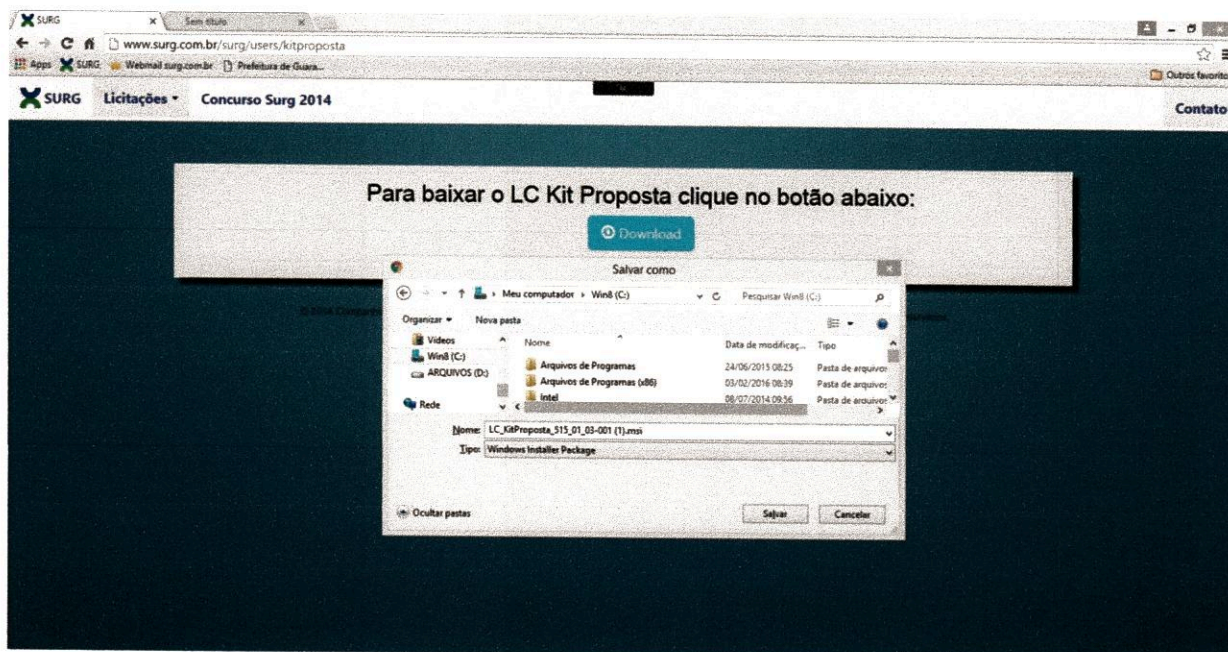 SURG
Sem título
www.surg.com.br/surg/users/kitproposta
Apps SURG Webmail surg.com.br Prefeitura de Guara...
Outros favorito
SURG Licitações Concurso Surg 2014
Contato
Para baixar o LC Kit Proposta clique no botão abaixo:
Download
Salvar como
Meu computador Win8 (C:)
Pesquisar Win8 (C:)
Organizar Nova pasta
Vídeos
Win8 (C:)
ARQUIVOS (D:)
Rede
Nome Data de modificaç... Tipo
Arquivos de Programas 24/06/2015 08:25 Pasta de arquivos
Arquivos de Programas (x86) 03/02/2016 08:39 Pasta de arquivos
Intel 08/07/2014 09:56 Pasta de arquivos
Nome: LC_KitProposta_515_01_03-001 (1).msi
Tipo: Windows Installer Package
Ocultar pastas
Salvar Cancelar